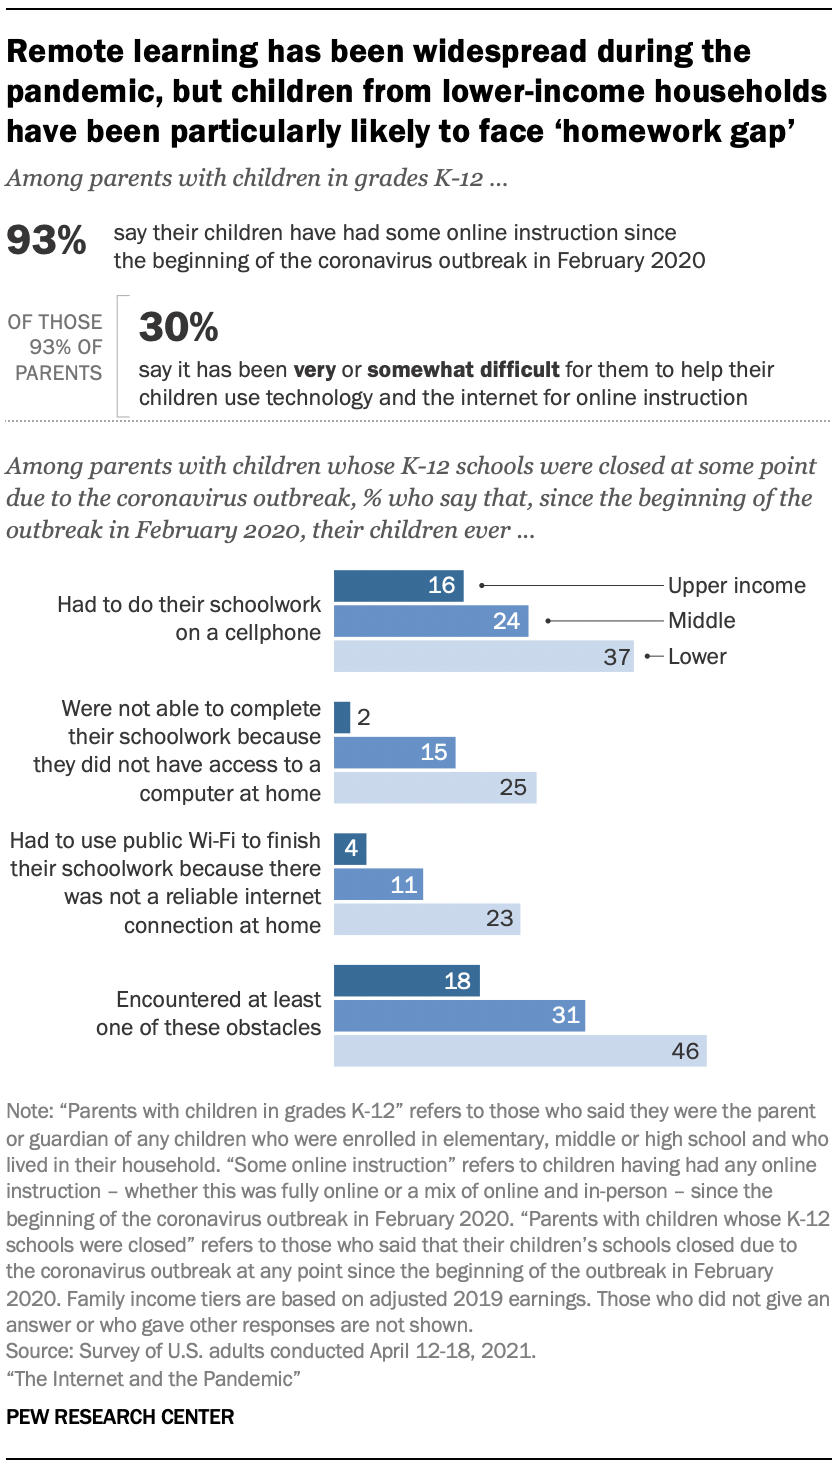 Remote learning has been widespread during the
pandemic, but children from lower-income households
have been particularly likely to face ‘homework gap’
Among parents with children in grades K-12 ...
93%
say their children have had some online instruction since
the beginning of the coronavirus outbreak in February 2020
OF THOSE
93% OF
PARENTS
30%
say it has been very or somewhat difficult for them to help their
children use technology and the internet for online instruction
Among parents with children whose K-12 schools were closed at some point
due to the coronavirus outbreak, % who say that, since the beginning of the
outbreak in February 2020, their children ever ...
Had to do their schoolwork
on a cellphone
16
Upper income
24
Middle
37
Lower
Were not able to complete
their schoolwork because
they did not have access to a
computer at home
2
15
25
Had to use public Wi-Fi to finish
their schoolwork because there
was not a reliable internet
connection at home
4
11
23
Encountered at least
one of these obstacles
18
31
46
Note: “Parents with children in grades K-12” refers to those who said they were the parent
or guardian of any children who were enrolled in elementary, middle or high school and who
lived in their household. “Some online instruction” refers to children having had any online
instruction – whether this was fully online or a mix of online and in-person – since the
beginning of the coronavirus outbreak in February 2020. “Parents with children whose K-12
schools were closed” refers to those who said that their children’s schools closed due to
the coronavirus outbreak at any point since the beginning of the outbreak in February
2020. Family income tiers are based on adjusted 2019 earnings. Those who did not give an
answer or who gave other responses are not shown.
Source: Survey of U.S. adults conducted April 12-18, 2021.
“The Internet and the Pandemic”
PEW RESEARCH CENTER